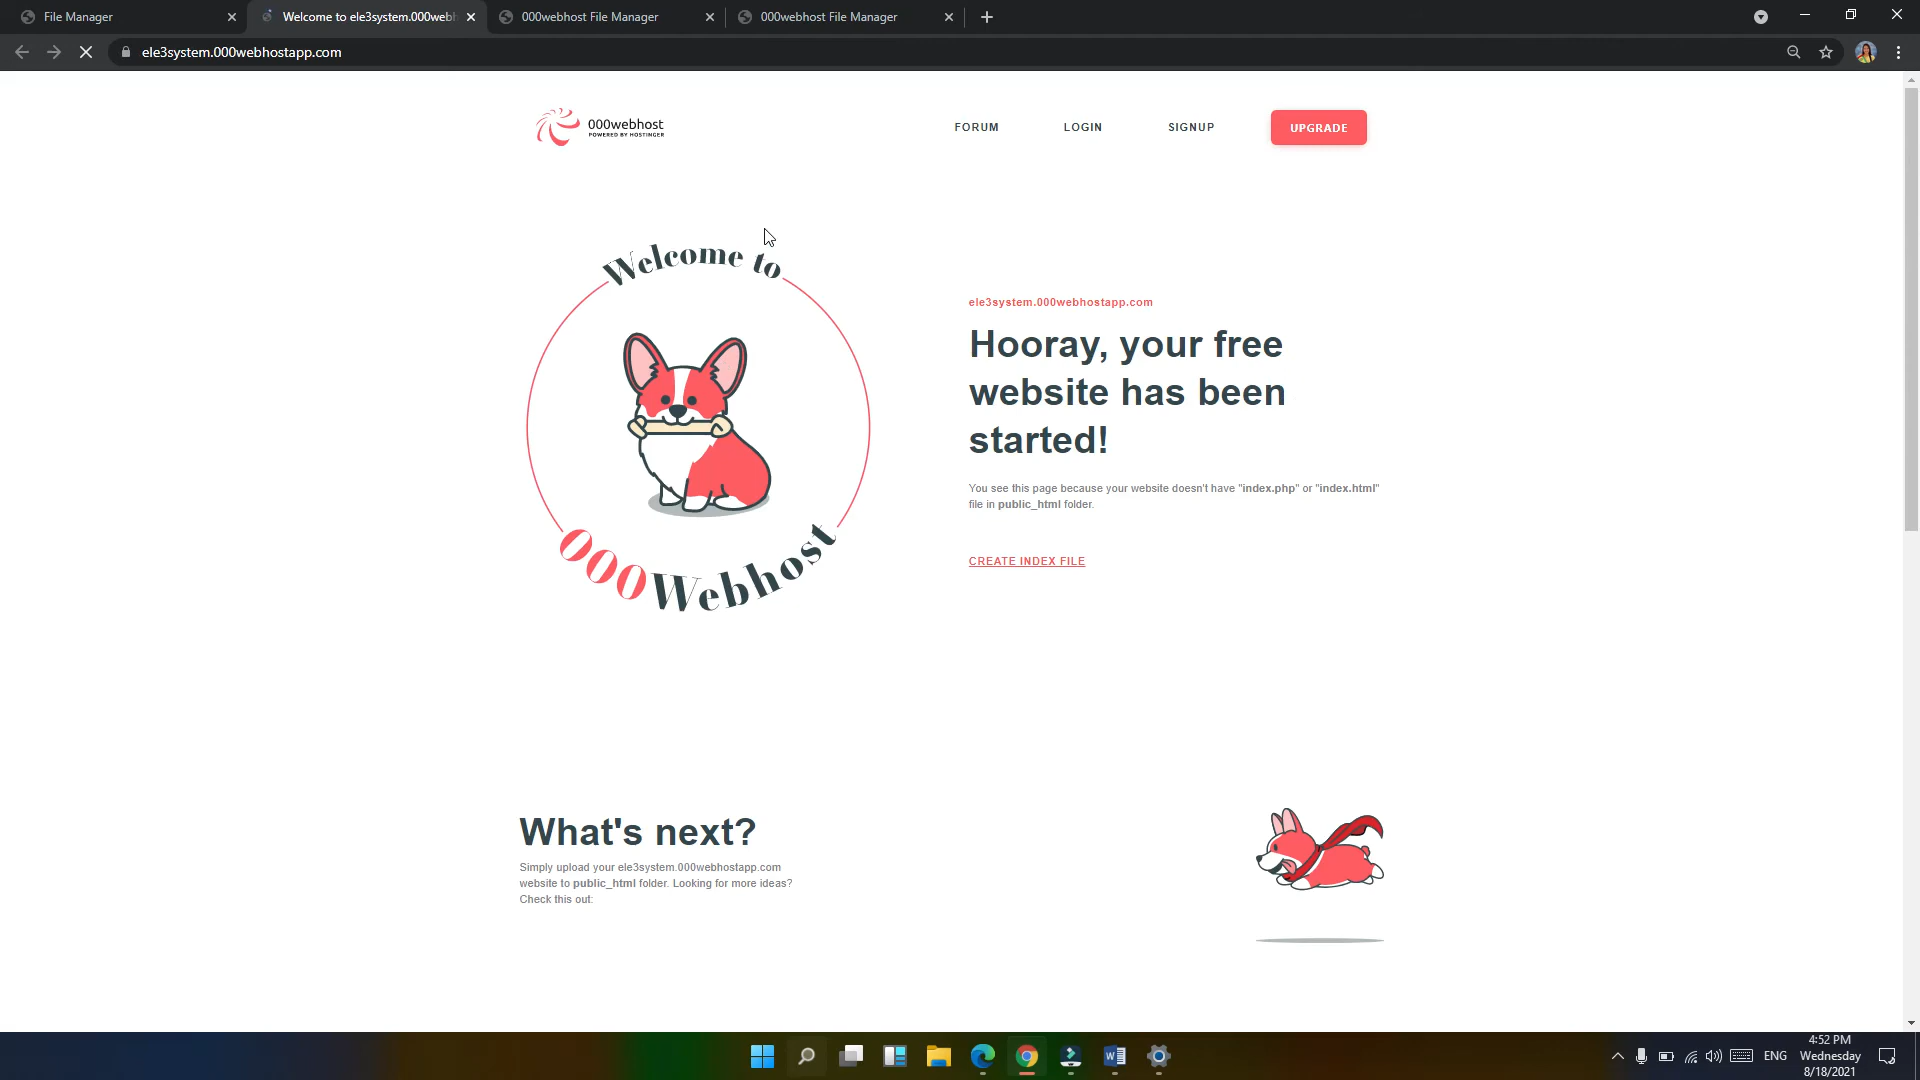 File Manager
Welcome to ele3system.000webh
000webhost File Manager
000webhost File Manager
ele3system.000webhostapp.com
000webhost
POWERED BY HOSTINGER
FORUM
LOGIN
SIGNUP
UPGRADE
Welcome to
000Webhost
ele3system.000webhostapp.com
Hooray, your free
website has been
started!
You see this page because your website doesn't have "index.php" or "index.html"
file in public_html folder.
CREATE INDEX FILE
What's next?
Simply upload your ele3system.000webhostapp.com
website to public_html folder. Looking for more ideas?
Check this out:
ENG
4:52 PM
Wednesday
8/18/2021